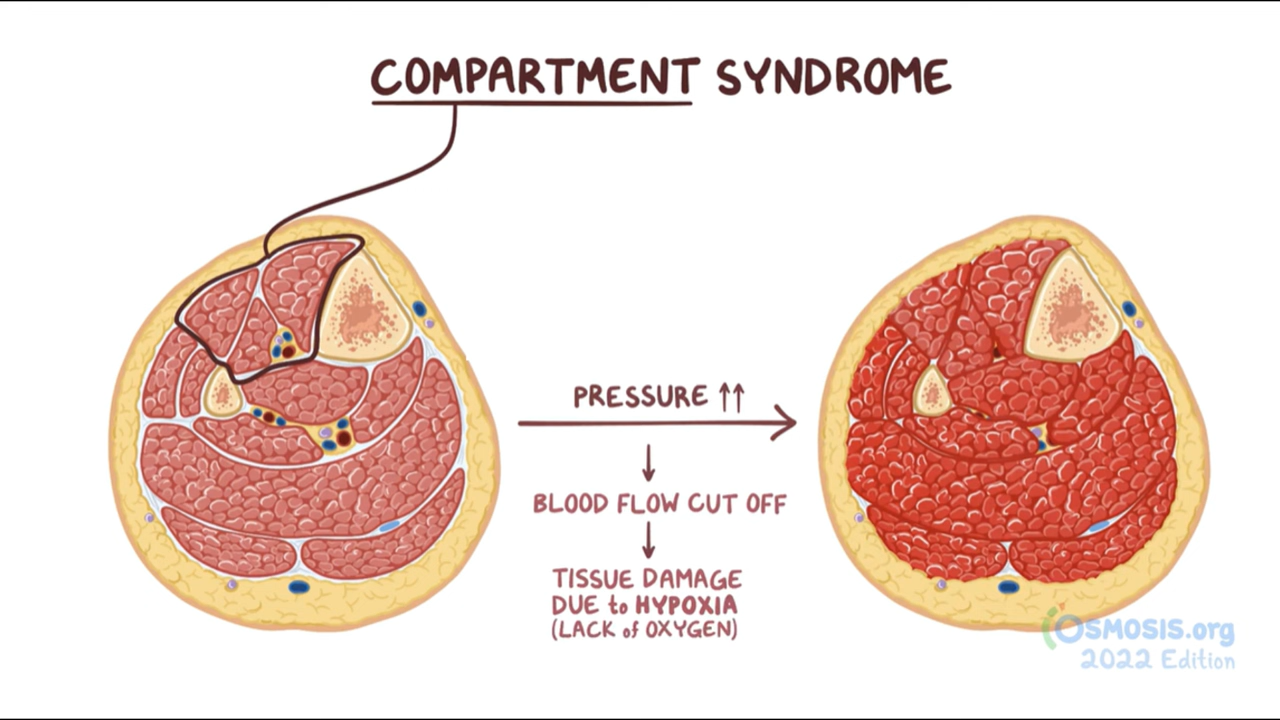 COMPARTMENT SYNDROME
PRESSURE ↑↑
BLOOD FLOW CUT OFF
TISSUE DAMAGE
DUE to HYPOXIA
(LACK of OXYGEN)
OSMOSIS.org
2022 Edition